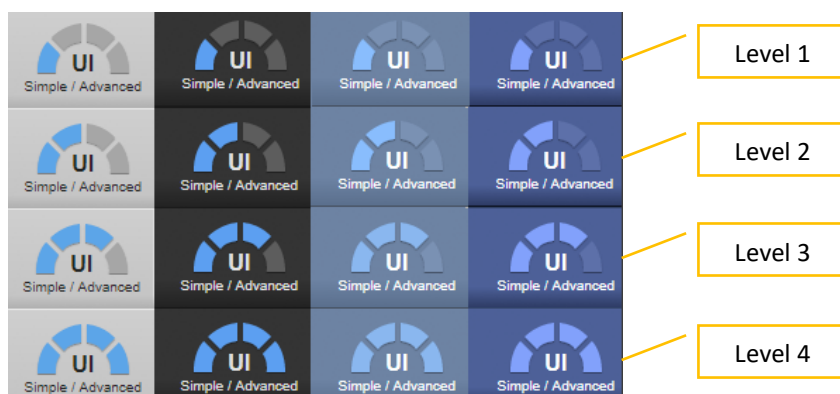 UI UI UI UI
Simple / Advanced Simple / Advanced Simple / Advanced Simple / Advanced
Level 1
UI UI UI UI
Simple / Advanced Simple / Advanced Simple / Advanced Simple / Advanced
Level 2
UI UI UI UI
Simple / Advanced Simple / Advanced Simple / Advanced Simple / Advanced
Level 3
UI UI UI UI
Simple / Advanced Simple / Advanced Simple / Advanced Simple / Advanced
Level 4